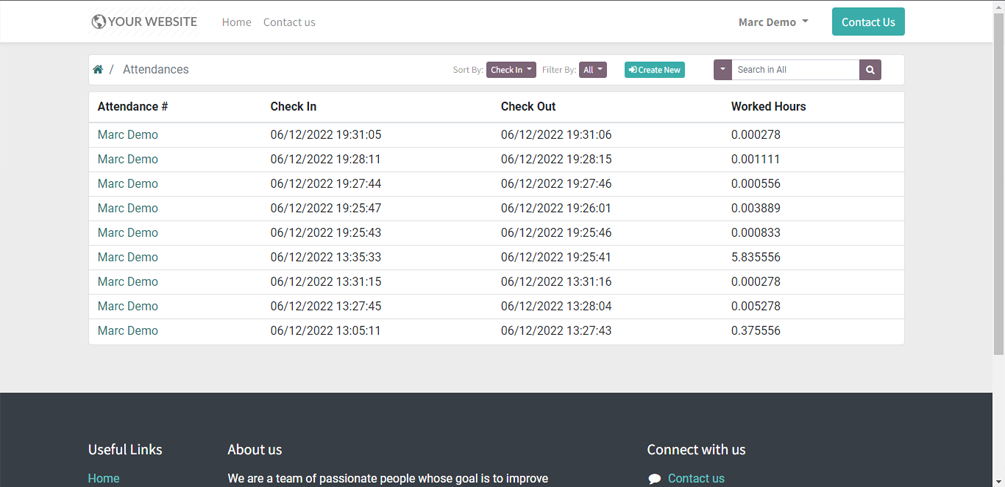 YOUR WEBSITE Home Contact us Marc Demo Contact Us
/ Attendances Sort By: Check In Filter By: All Create New Search in All
Attendance # Check In Check Out Worked Hours
Marc Demo 06/12/2022 19:31:05 06/12/2022 19:31:06 0.000278
Marc Demo 06/12/2022 19:28:11 06/12/2022 19:28:15 0.001111
Marc Demo 06/12/2022 19:27:44 06/12/2022 19:27:46 0.000556
Marc Demo 06/12/2022 19:25:47 06/12/2022 19:26:01 0.003889
Marc Demo 06/12/2022 19:25:43 06/12/2022 19:25:46 0.000833
Marc Demo 06/12/2022 13:35:33 06/12/2022 19:25:41 5.835556
Marc Demo 06/12/2022 13:31:15 06/12/2022 13:31:16 0.000278
Marc Demo 06/12/2022 13:27:45 06/12/2022 13:28:04 0.005278
Marc Demo 06/12/2022 13:05:11 06/12/2022 13:27:43 0.375556
Useful Links About us Connect with us
Home We are a team of passionate people whose goal is to improve Contact us